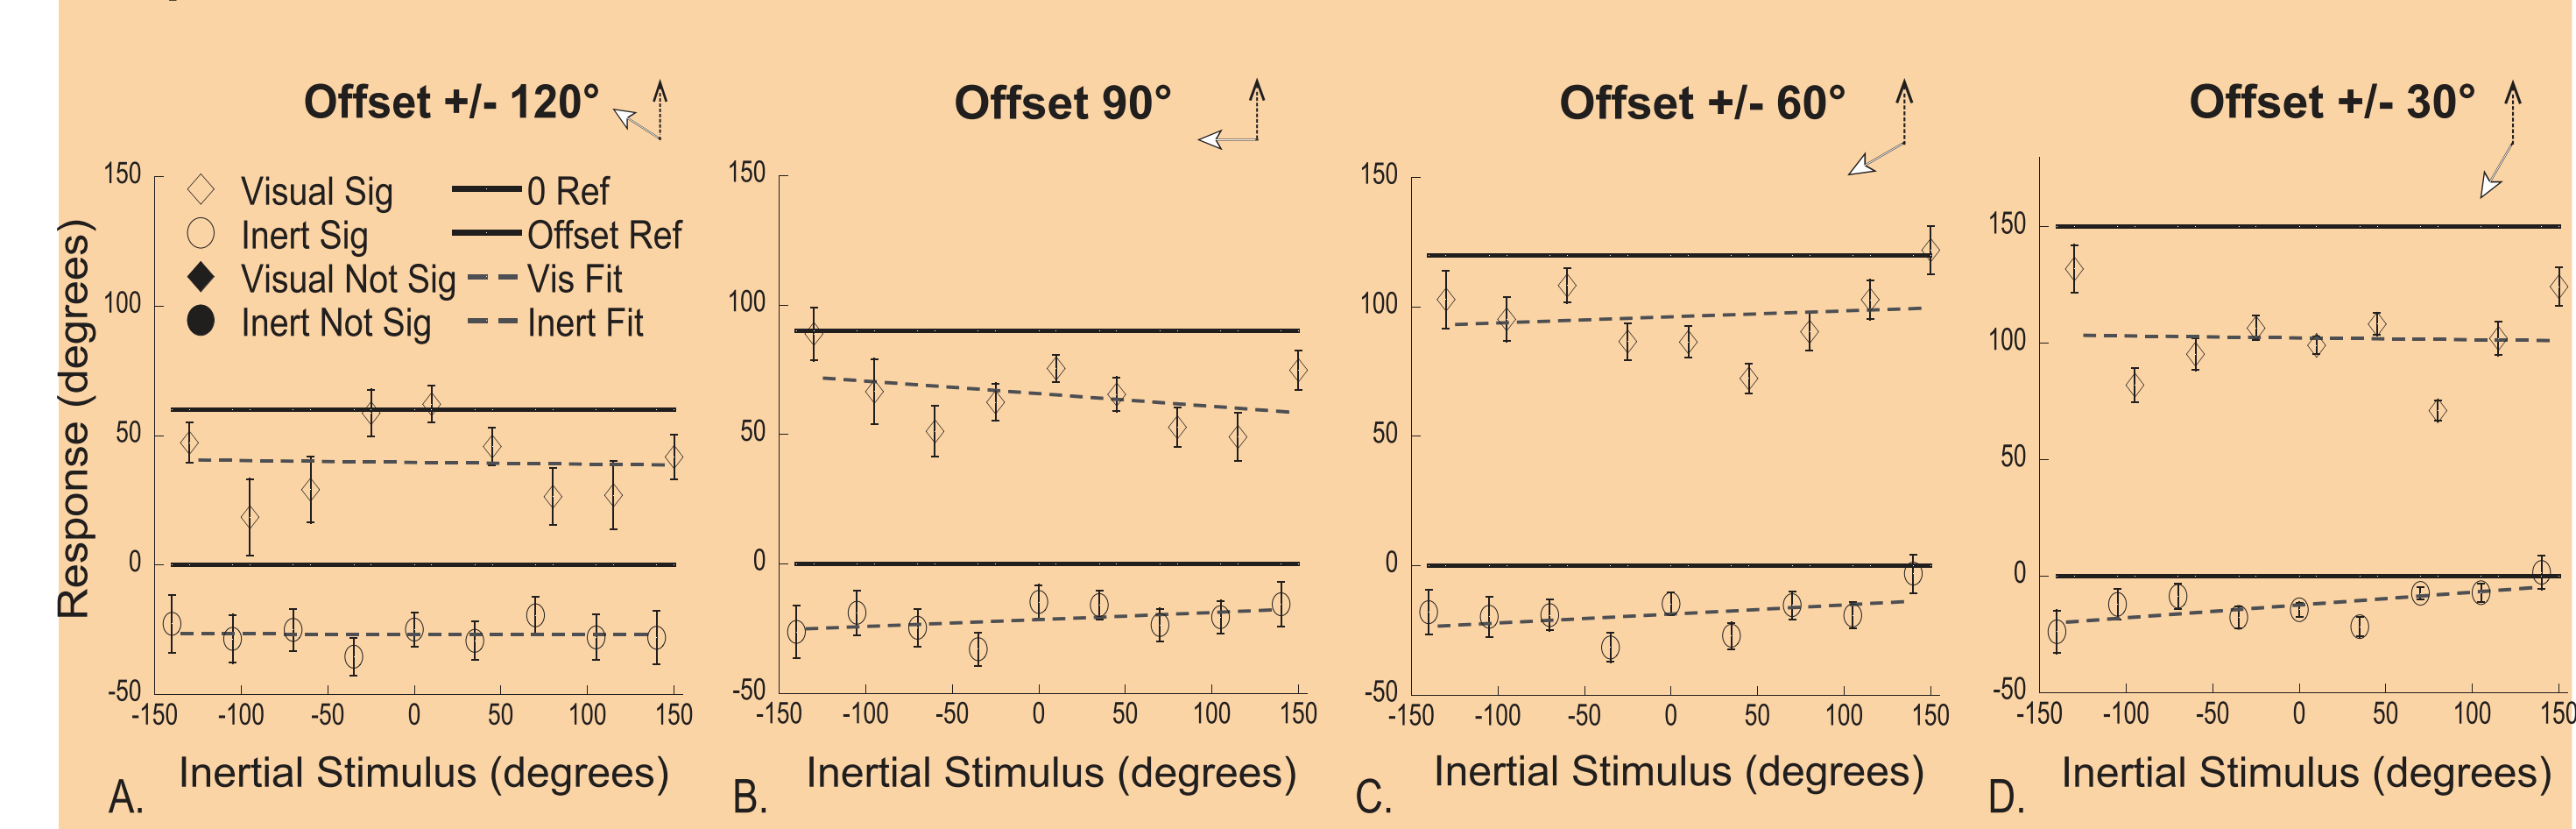 Offset +/- 120° Offset 90° Offset +/- 60° Offset +/- 30°
Response (degrees)
150
100
50
0
-50
Visual Sig 0 Ref
Inert Sig Offset Ref
Visual Not Sig Vis Fit
Inert Not Sig Inert Fit
-150 -100 -50 0 50 100 150
Inertial Stimulus (degrees)
A.
150
100
50
0
-50
-150 -100 -50 0 50 100 150
Inertial Stimulus (degrees)
B.
150
100
50
0
-50
-150 -100 -50 0 50 100 150
Inertial Stimulus (degrees)
C.
150
100
50
0
-50
-150 -100 -50 0 50 100 150
Inertial Stimulus (degrees)
D.